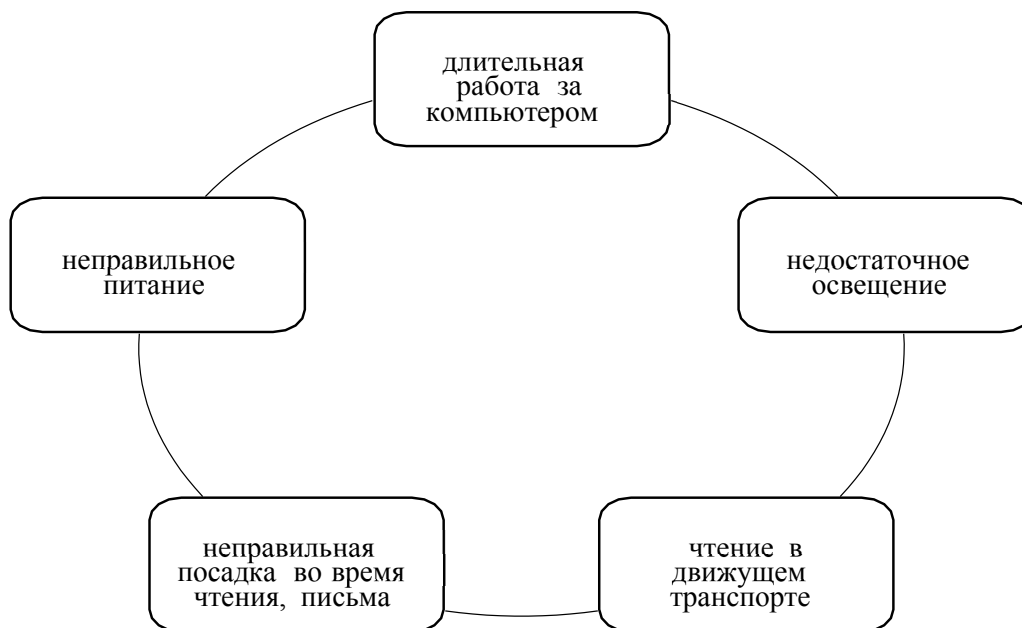 длительная
работа за
компьютером
неправильное
питание
недостаточное
освещение
неправильная
посадка во время
чтения, письма
чтение в
движущем
транспорте